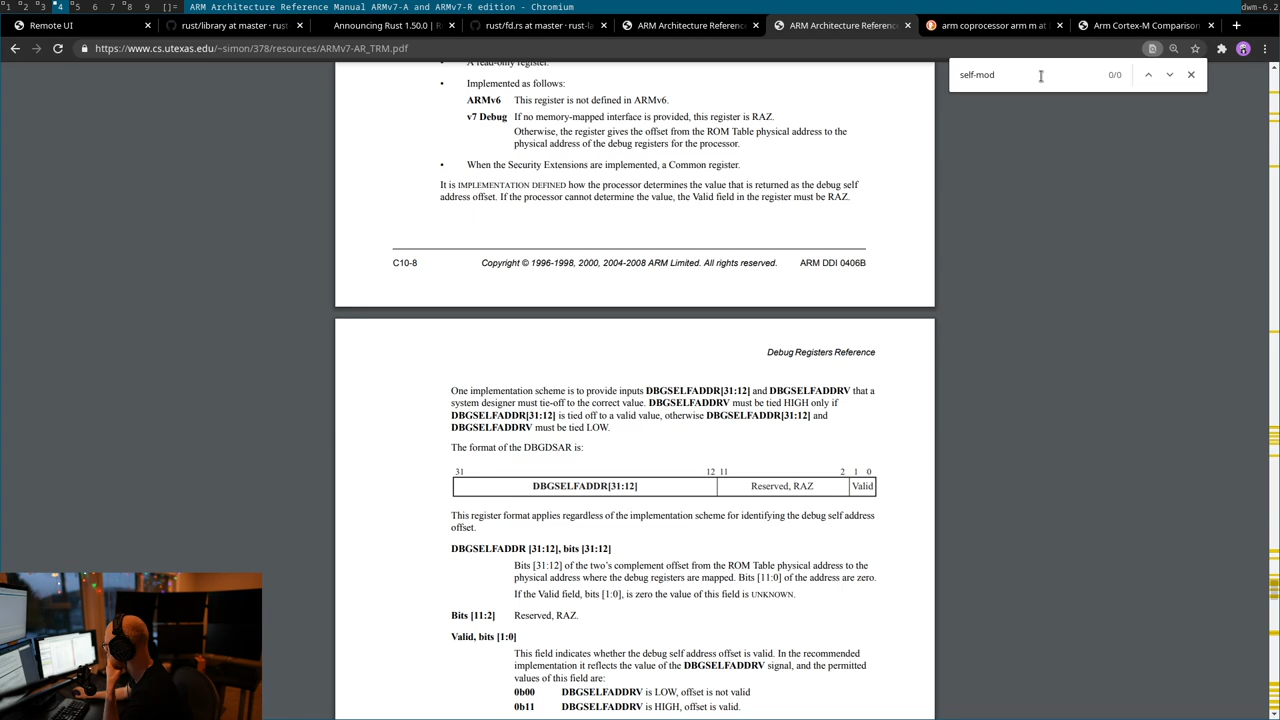 1 2 3 4 5 6 7 8 9 [] ARM Architecture Reference Manual ARMv7-A and ARMv7-R edition - Chromium dwm-6.2
Remote UI rust/library at master · rust Announcing Rust 1.50.0 | R rust/fd.rs at master · rust-la ARM Architecture Referenc ARM Architecture Referenc arm coprocessor arm m at Arm Cortex-M Comparison
https://www.cs.utexas.edu/~simon/378/resources/ARMv7-AR_TRM.pdf
self-mod 0/0
A read-only register.
• Implemented as follows:
ARMv6 This register is not defined in ARMv6.
v7 Debug If no memory-mapped interface is provided, this register is RAZ.
Otherwise, the register gives the offset from the ROM Table physical address to the
physical address of the debug registers for the processor.
• When the Security Extensions are implemented, a Common register.
It is IMPLEMENTATION DEFINED how the processor determines the value that is returned as the debug self
address offset. If the processor cannot determine the value, the Valid field in the register must be RAZ.
C10-8 Copyright © 1996-1998, 2000, 2004-2008 ARM Limited. All rights reserved. ARM DDI 0406B
Debug Registers Reference
One implementation scheme is to provide inputs DBGSELFADDR[31:12] and DBGSELFADDRV that a
system designer must tie-off to the correct value. DBGSELFADDRV must be tied HIGH only if
DBGSELFADDR[31:12] is tied off to a valid value, otherwise DBGSELFADDR[31:12] and
DBGSELFADDRV must be tied LOW.
The format of the DBGDSAR is:
31 12 11 2 1 0
DBGSELFADDR[31:12] Reserved, RAZ Valid
This register format applies regardless of the implementation scheme for identifying the debug self address
offset.
DBGSELFADDR [31:12], bits [31:12]
Bits [31:12] of the two's complement offset from the ROM Table physical address to the
physical address where the debug registers are mapped. Bits [11:0] of the address are zero.
If the Valid field, bits [1:0], is zero the value of this field is UNKNOWN.
Bits [11:2] Reserved, RAZ.
Valid, bits [1:0]
This field indicates whether the debug self address offset is valid. In the recommended
implementation it reflects the value of the DBGSELFADDRV signal, and the permitted
values of this field are:
0b00 DBGSELFADDRV is LOW, offset is not valid
0b11 DBGSELFADDRV is HIGH, offset is valid.